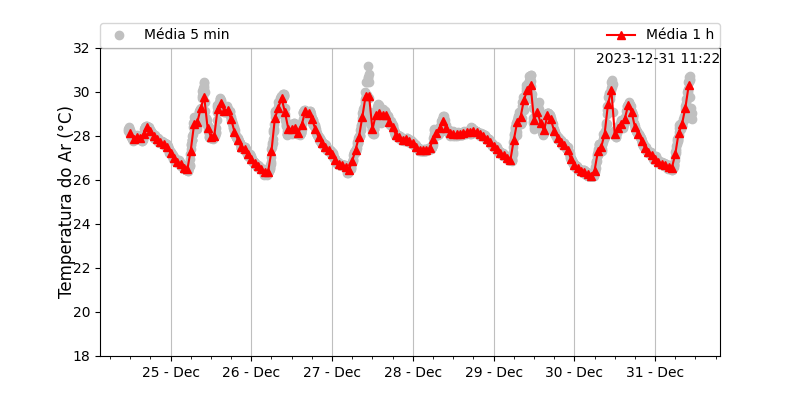 Média 5 min
Média 1 h
2023-12-31 11:22
Temperatura do Ar (°C)
32
30
28
26
24
22
20
18
25 - Dec
26 - Dec
27 - Dec
28 - Dec
29 - Dec
30 - Dec
31 - Dec